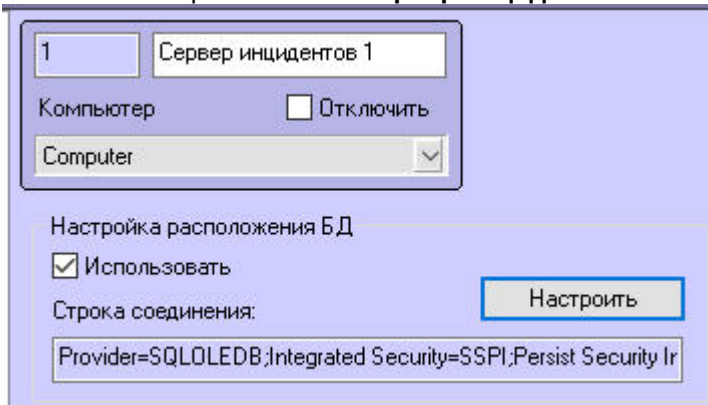 1 Сервер инцидентов 1
Компьютер Отключить
Computer
Настройка расположения БД
Использовать
Строка соединения: Настроить
Provider=SQLOLEDB;Integrated Security=SSPI;Persist Security Ir